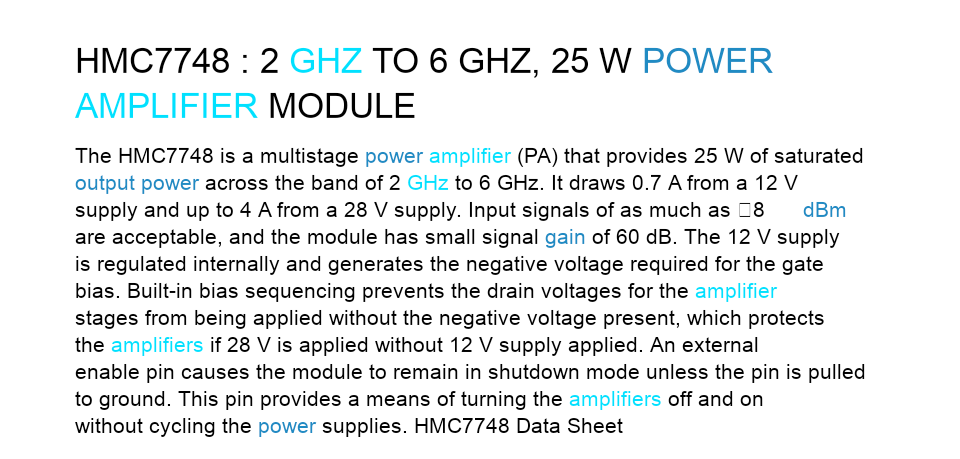 HMC7748 : 2 GHZ TO 6 GHZ, 25 W POWER
AMPLIFIER MODULE
The HMC7748 is a multistage power amplifier (PA) that provides 25 W of saturated
output power across the band of 2 GHz to 6 GHz. It draws 0.7 A from a 12 V
supply and up to 4 A from a 28 V supply. Input signals of as much as □8 dBm
are acceptable, and the module has small signal gain of 60 dB. The 12 V supply
is regulated internally and generates the negative voltage required for the gate
bias. Built-in bias sequencing prevents the drain voltages for the amplifier
stages from being applied without the negative voltage present, which protects
the amplifiers if 28 V is applied without 12 V supply applied. An external
enable pin causes the module to remain in shutdown mode unless the pin is pulled
to ground. This pin provides a means of turning the amplifiers off and on
without cycling the power supplies. HMC7748 Data Sheet